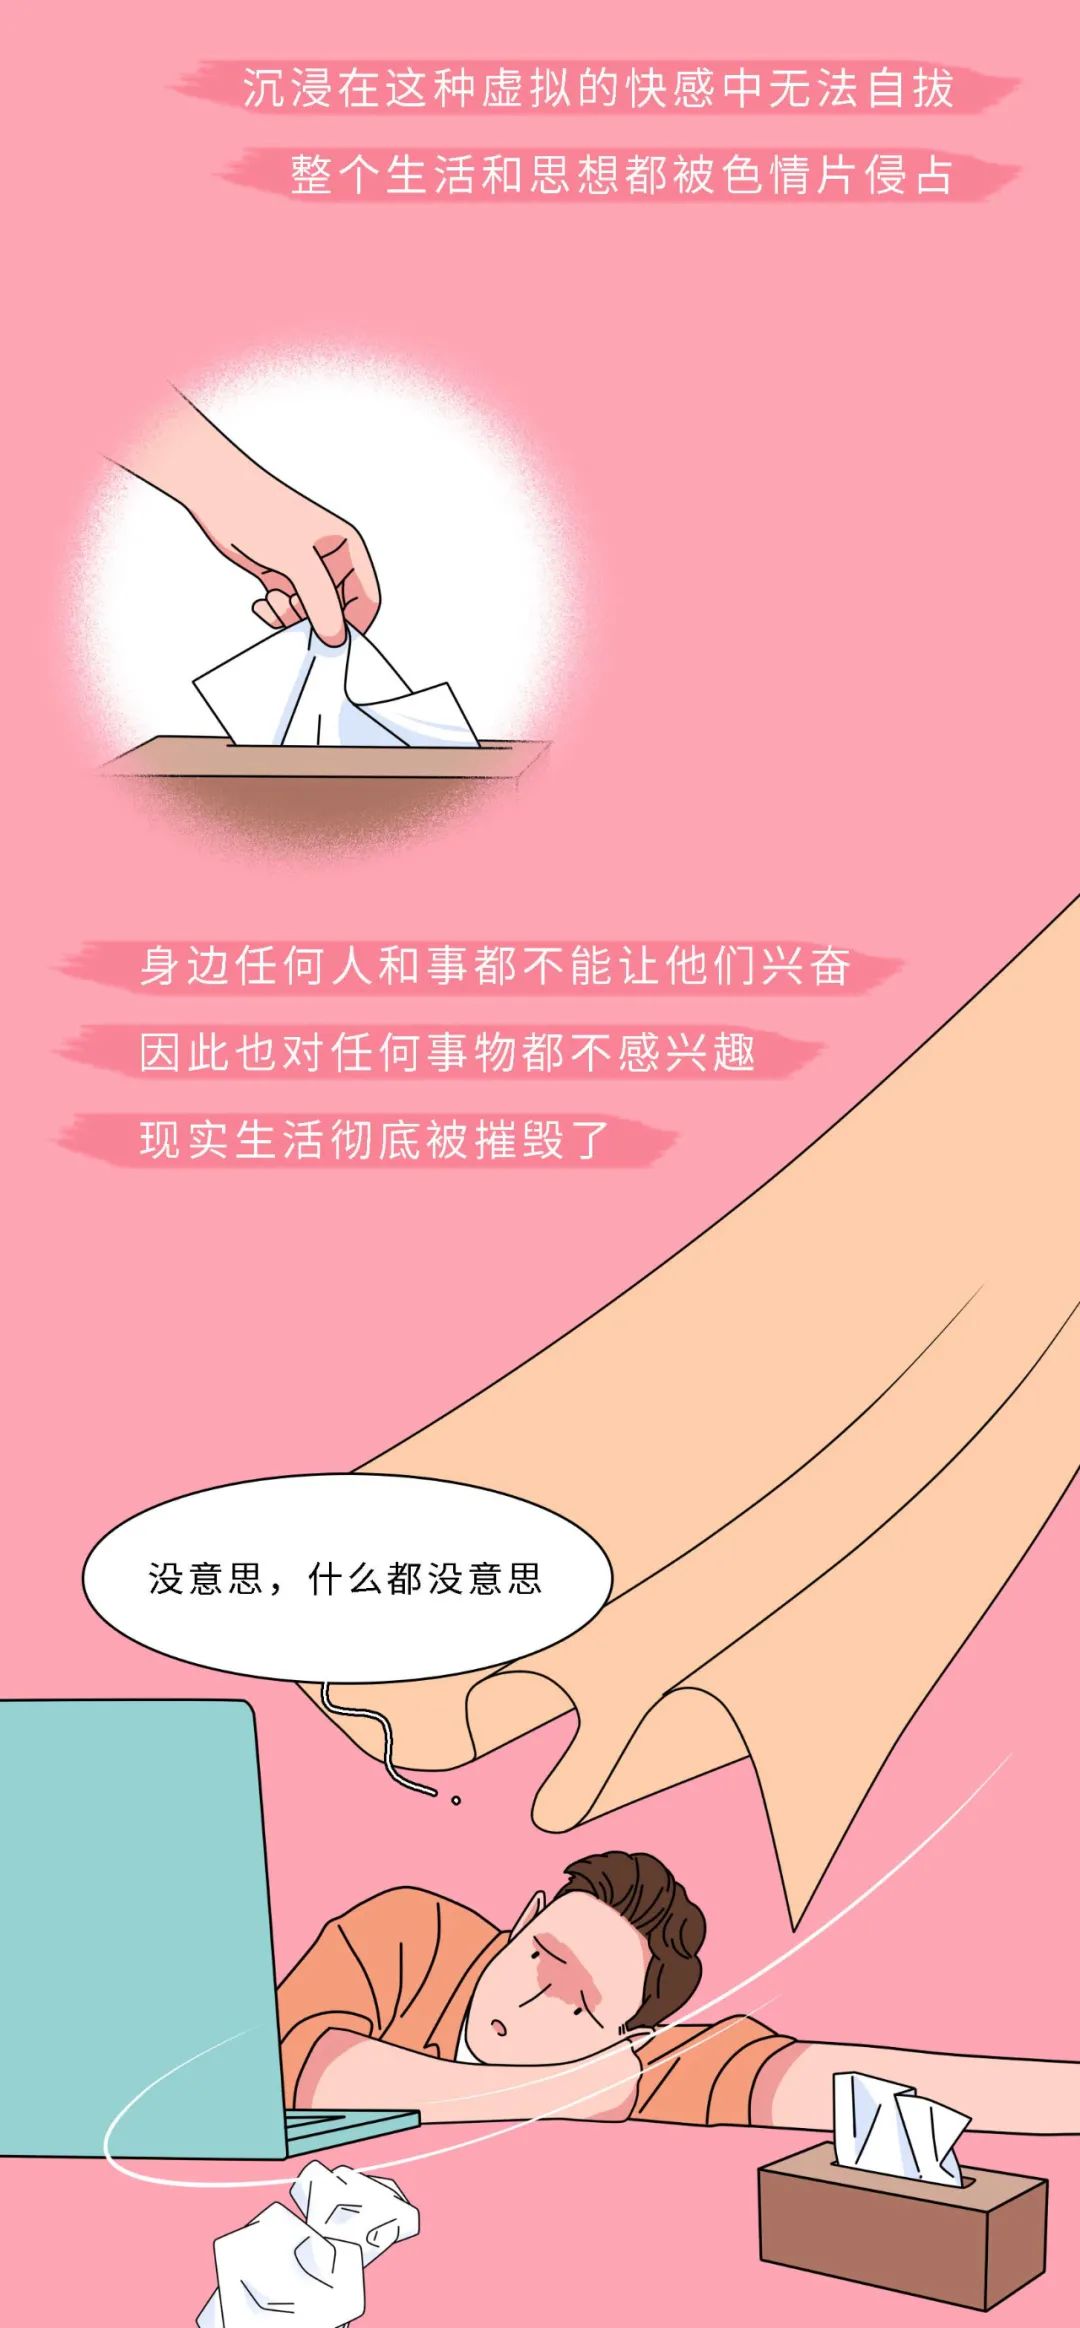 沉浸在这种虚拟的快感中无法自拔
整个生活和思想都被色情片侵占
身边任何人和事都不能让他们兴奋
因此也对任何事物都不感兴趣
现实生活彻底被摧毁了
没意思，什么都没意思